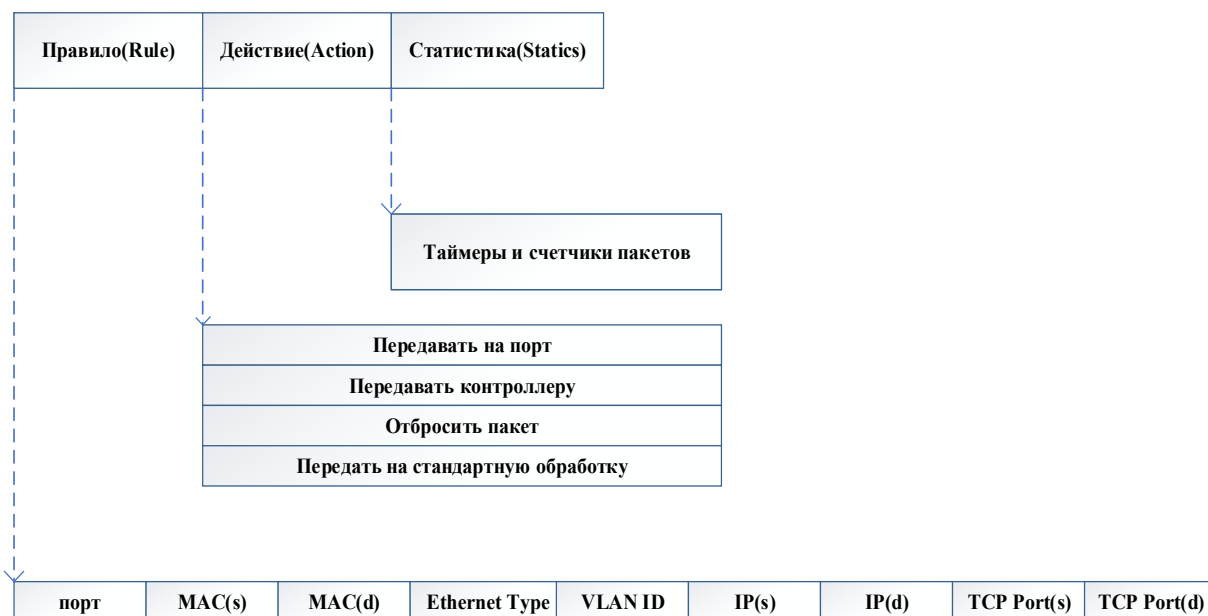 Правило(Rule) Действие(Action) Статистика(Statics)
Таймеры и счетчики пакетов
Передавать на порт
Передавать контроллеру
Отбросить пакет
Передать на стандартную обработку
порт MAC(s) MAC(d) Ethernet Type VLAN ID IP(s) IP(d) TCP Port(s) TCP Port(d)